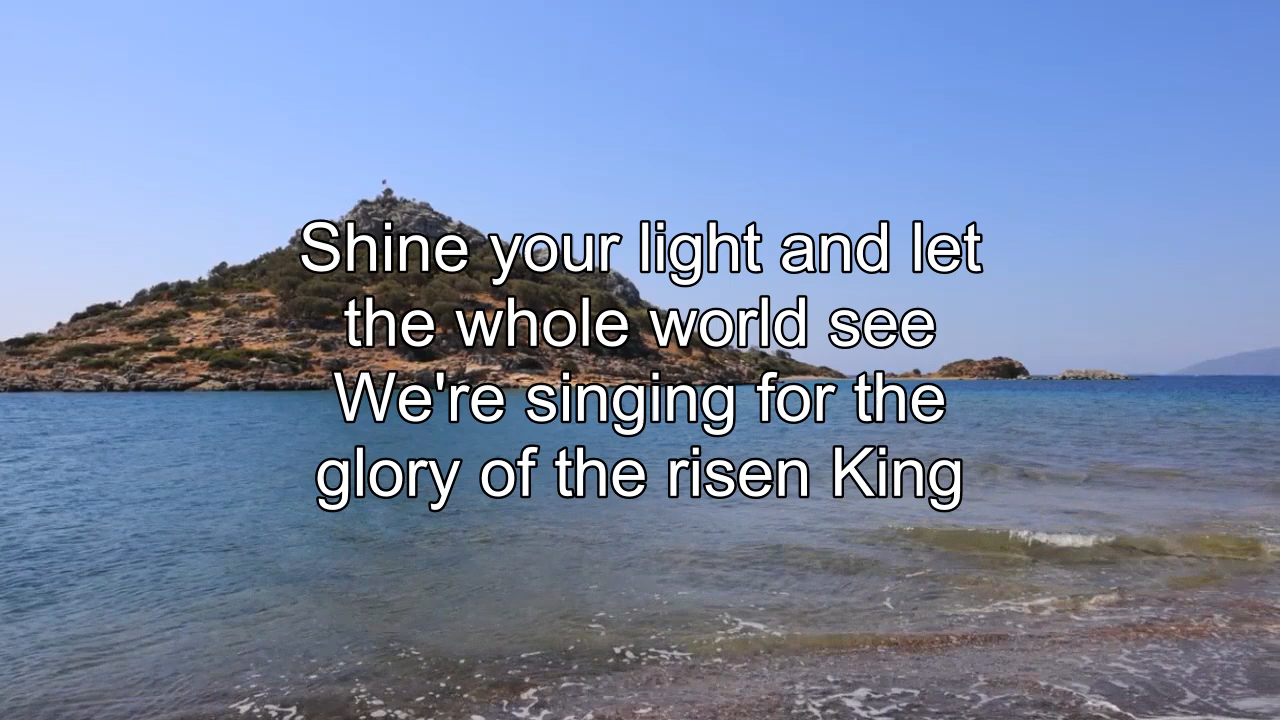 Shine your light and let
the whole world see
We're singing for the
glory of the risen King